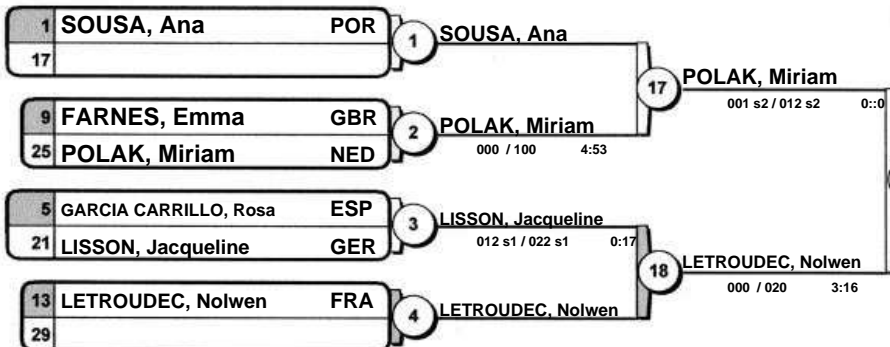 1 SOUSA, Ana POR
17
1 SOUSA, Ana
9 FARNES, Emma GBR
25 POLAK, Miriam NED
2 POLAK, Miriam
000 / 100 4:53
17 POLAK, Miriam
001 s2 / 012 s2 0::0
5 GARCIA CARRILLO, Rosa ESP
21 LISSON, Jacqueline GER
3 LISSON, Jacqueline
012 s1 / 022 s1 0:17
13 LETROUDEC, Nolwen FRA
29
4 LETROUDEC, Nolwen
18 LETROUDEC, Nolwen
000 / 020 3:16